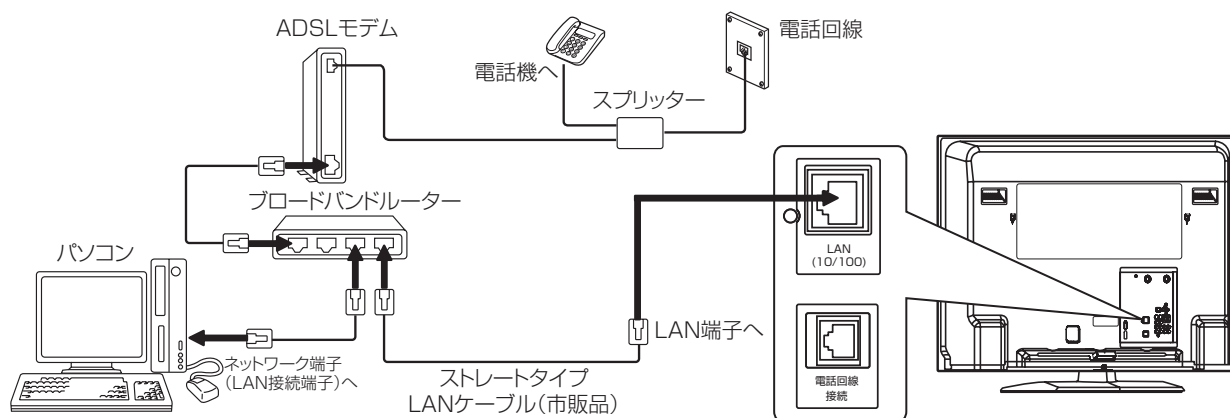 ADSLモデム
電話機へ
電話回線
スプリッター
ブロードバンドルーター
パソコン
LAN
(10/100)
LAN端子へ
ネットワーク端子
(LAN接続端子)へ
ストレートタイプ
LANケーブル(市販品)
電話回線
接続